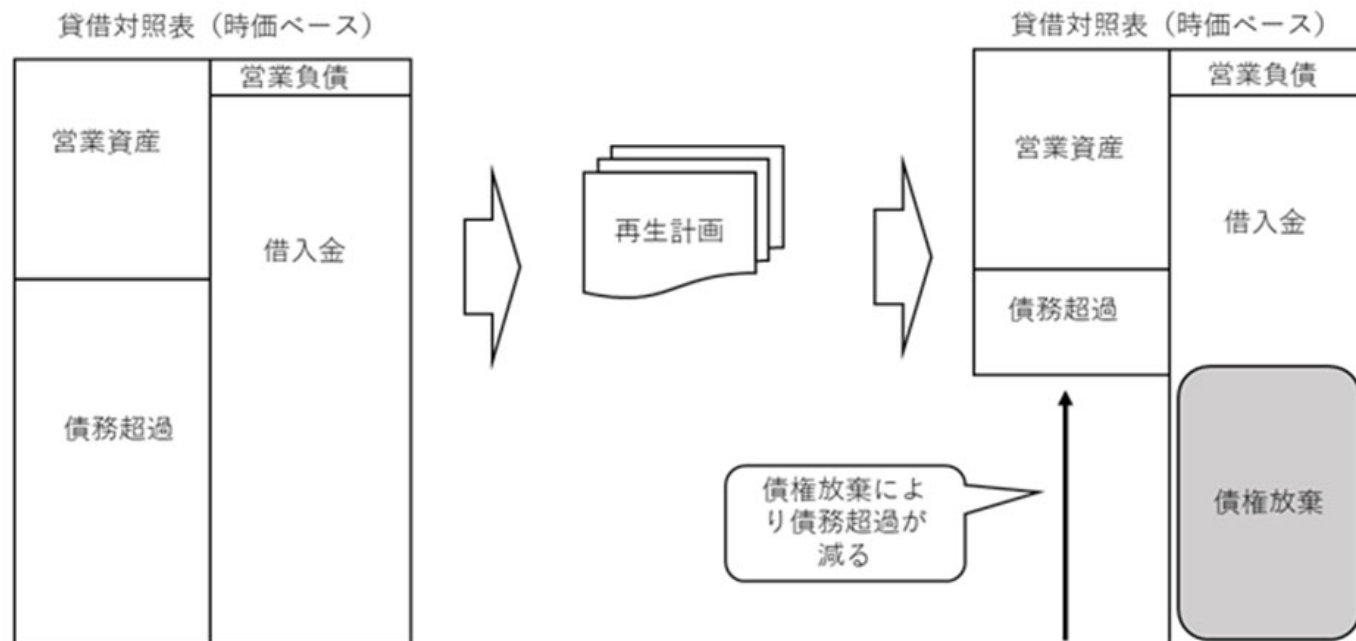 貸借対照表（時価ベース）
営業負債
営業資産
借入金
債務超過
再生計画
貸借対照表（時価ベース）
営業負債
営業資産
借入金
債務超過
債権放棄によ
り債務超過が
減る
債権放棄